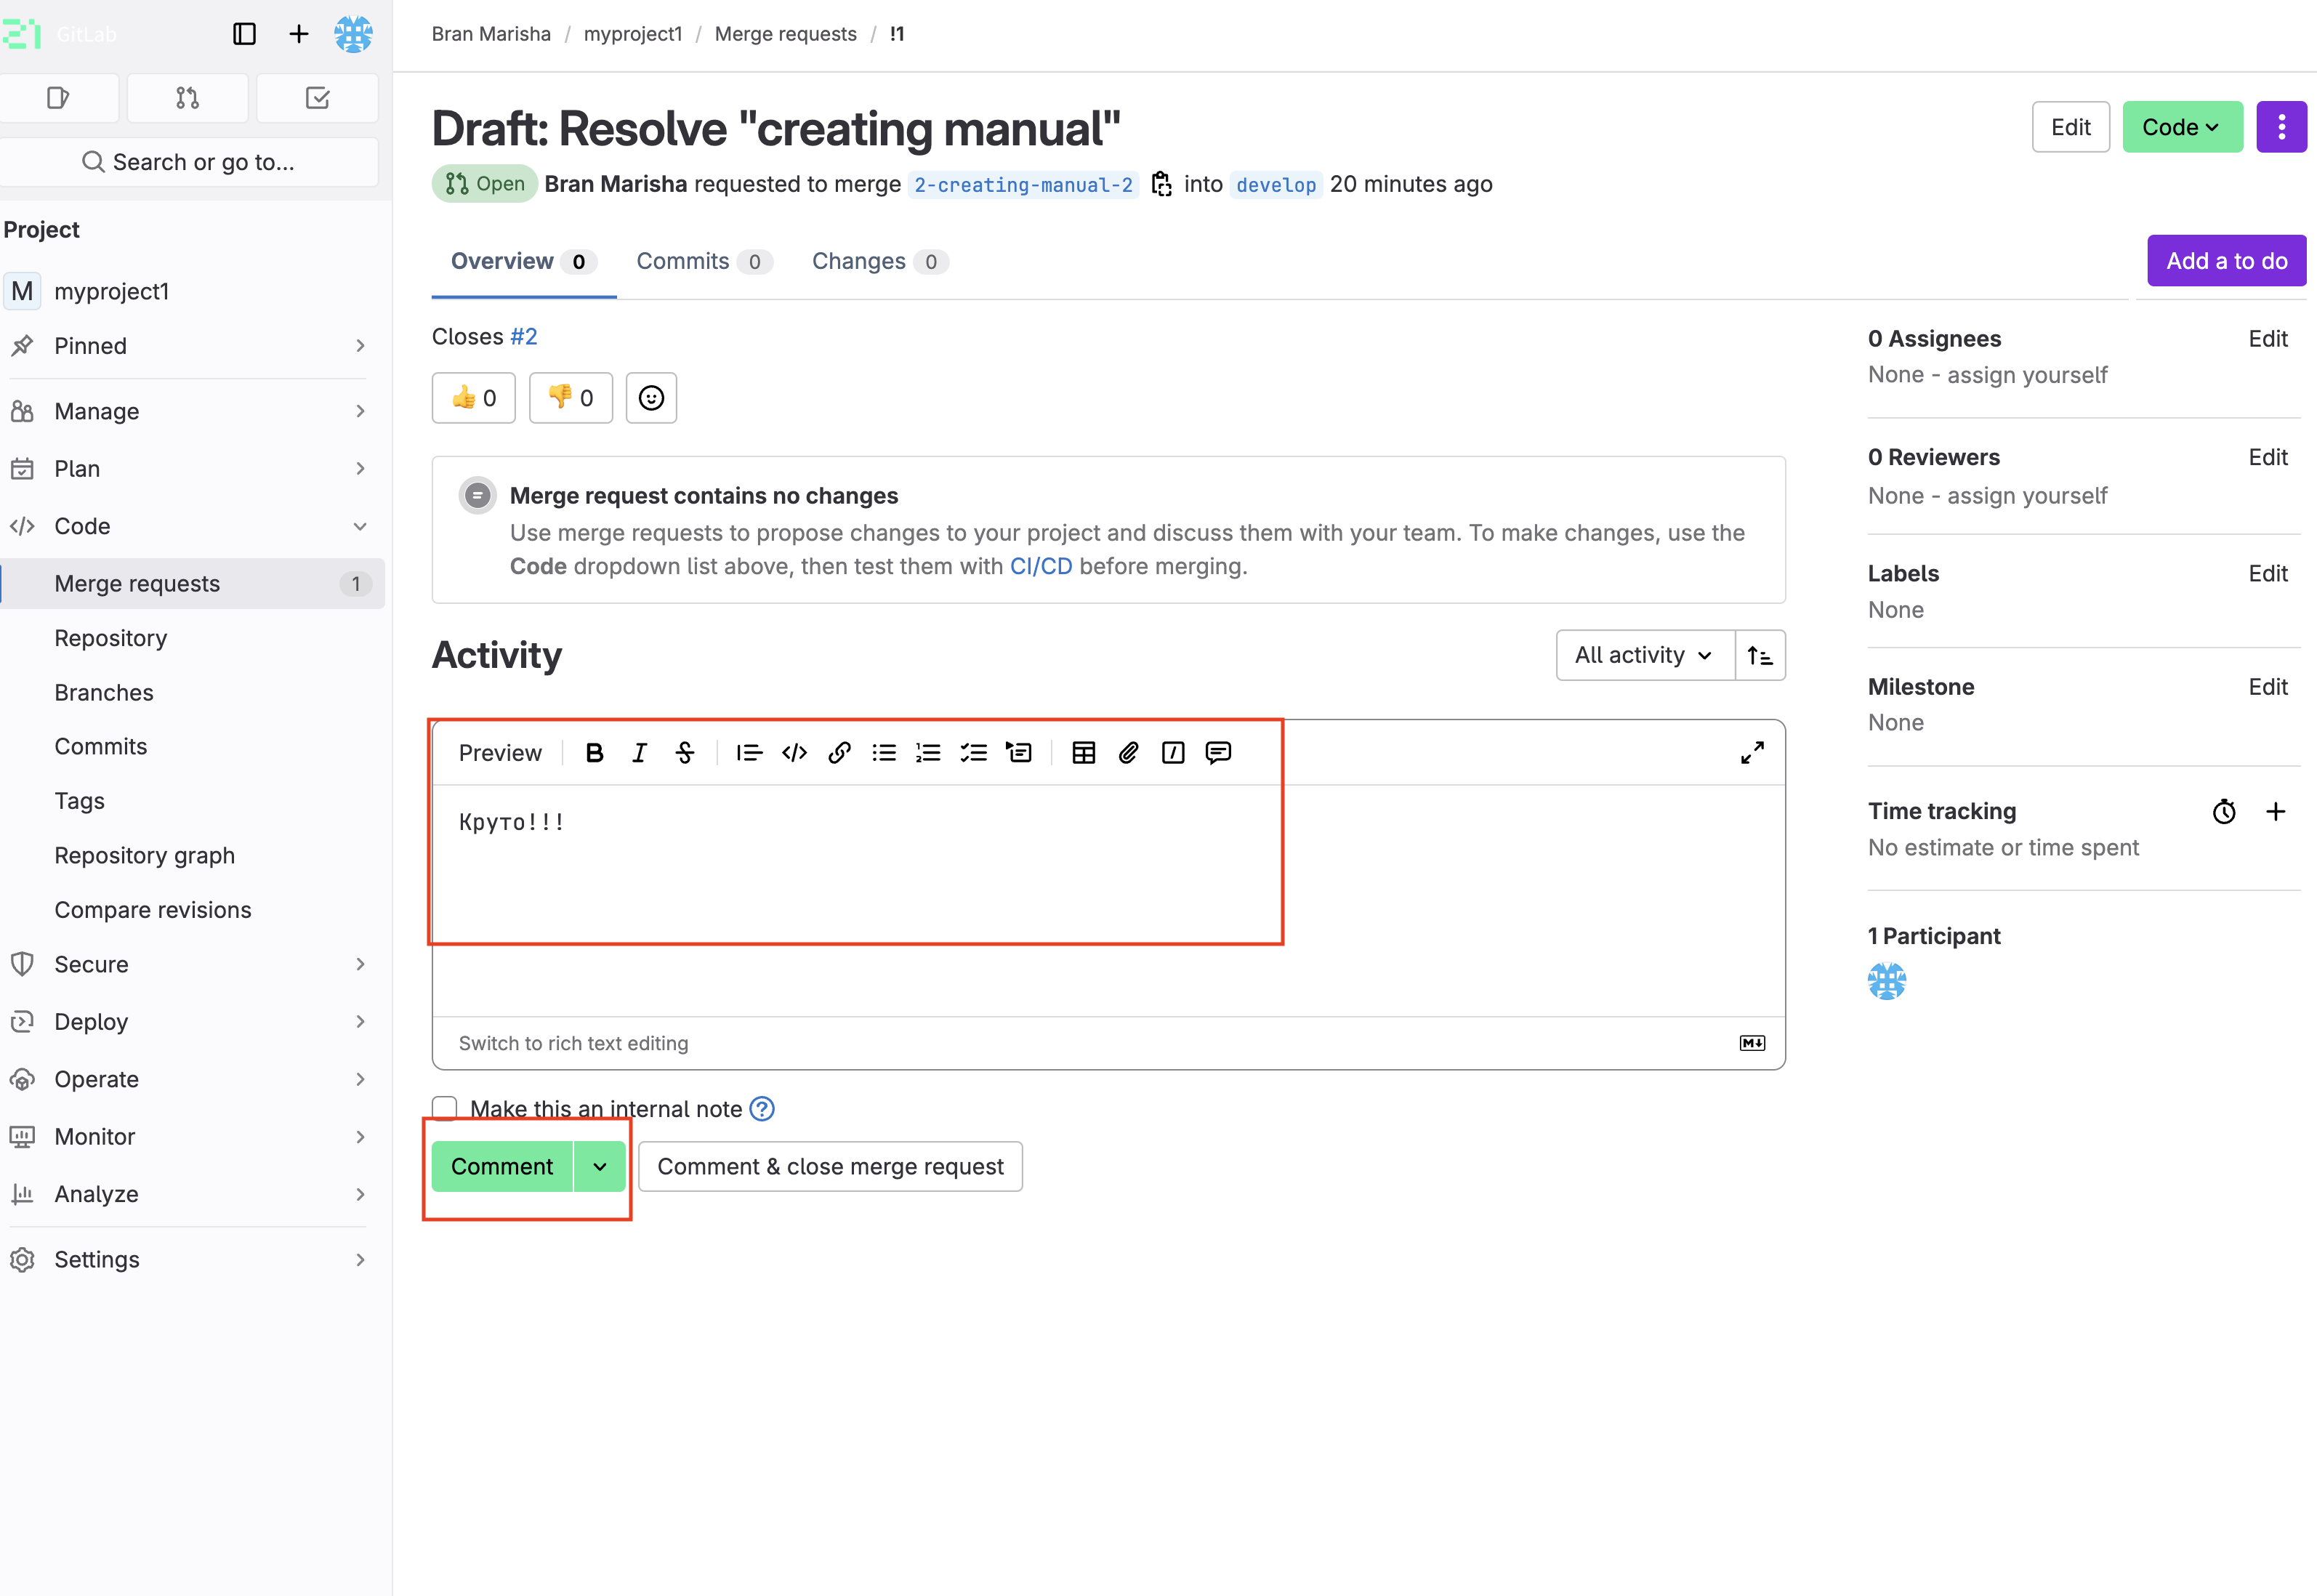 GitLab
Search or go to...
Project
M myproject1
Pinned
Manage
Plan
Code
Merge requests 1
Repository
Branches
Commits
Tags
Repository graph
Compare revisions
Secure
Deploy
Operate
Monitor
Analyze
Settings
Bran Marisha / myproject1 / Merge requests / !1
Draft: Resolve "creating manual"
Edit Code
Open Bran Marisha requested to merge 2-creating-manual-2 into develop 20 minutes ago
Overview 0 Commits 0 Changes 0
Add a to do
Closes #2
👍 0 👎 0
Merge request contains no changes
Use merge requests to propose changes to your project and discuss them with your team. To make changes, use the
Code dropdown list above, then test them with CI/CD before merging.
Activity
All activity
Preview
Круто!!!
Switch to rich text editing
Make this an internal note
Comment Comment & close merge request
0 Assignees Edit
None - assign yourself
0 Reviewers Edit
None - assign yourself
Labels Edit
None
Milestone Edit
None
Time tracking
No estimate or time spent
1 Participant